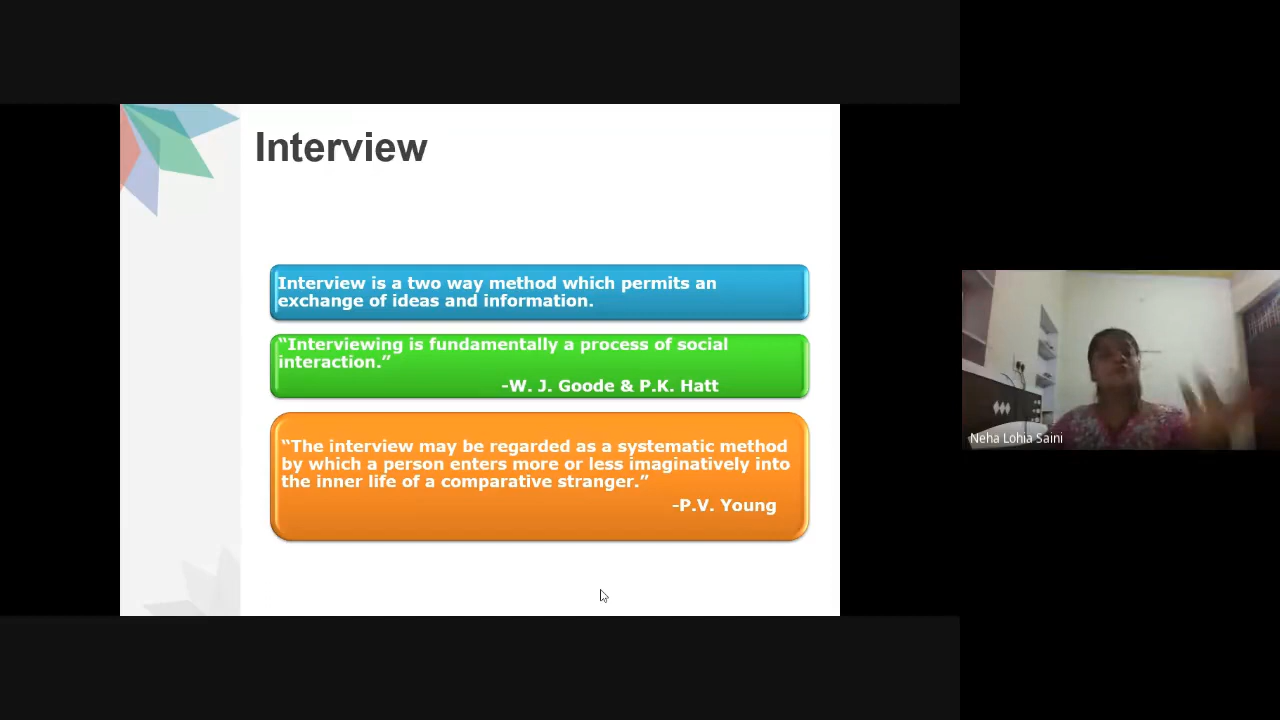 Interview
Interview is a two way method which permits an
exchange of ideas and information.
“Interviewing is fundamentally a process of social
interaction.”
-W. J. Goode & P.K. Hatt
“The interview may be regarded as a systematic method
by which a person enters more or less imaginatively into
the inner life of a comparative stranger.”
-P.V. Young
Neha Lohia Saini